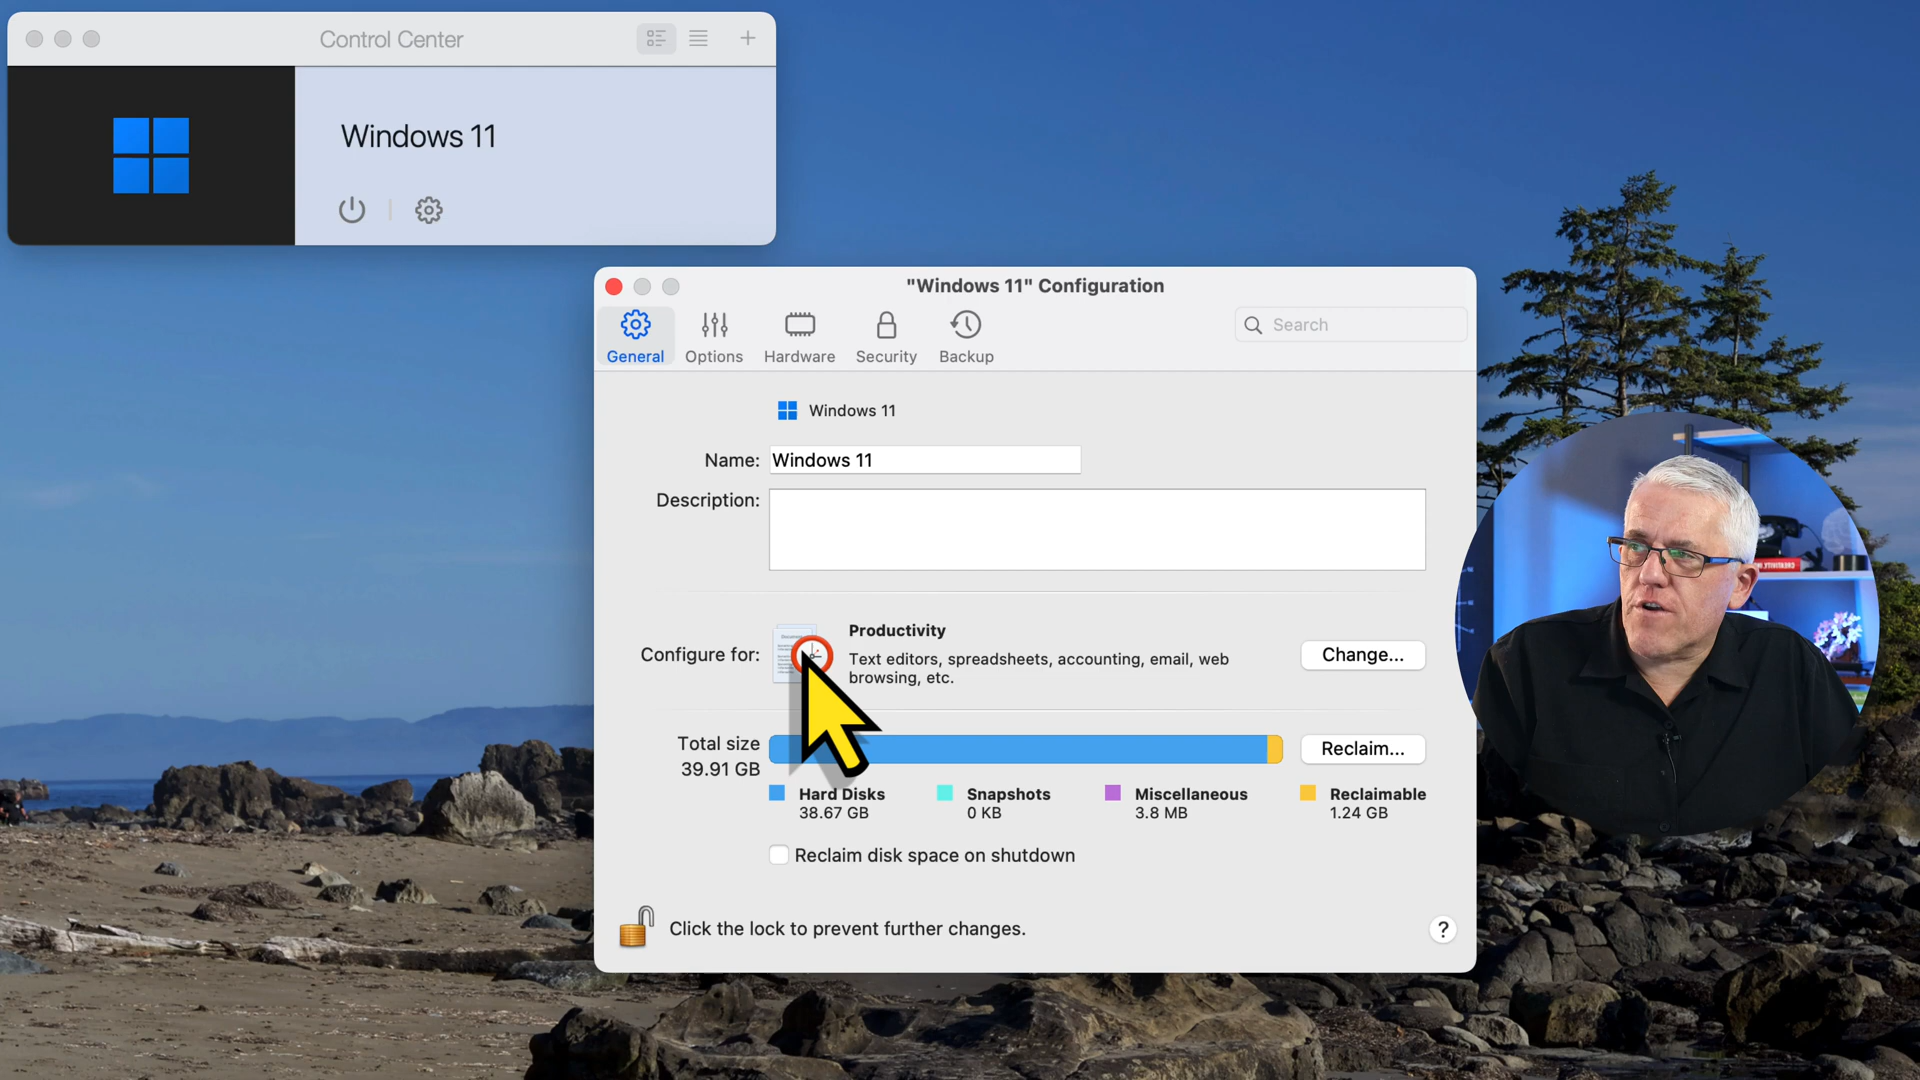 Control Center
Windows 11
"Windows 11" Configuration
General
Options
Hardware
Security
Backup
Search
Windows 11
Name: Windows 11
Description:
Configure for:
Productivity
Text editors, spreadsheets, accounting, email, web
browsing, etc.
Change...
Total size
39.91 GB
Reclaim...
Hard Disks
38.67 GB
Snapshots
0 KB
Miscellaneous
3.8 MB
Reclaimable
1.24 GB
Reclaim disk space on shutdown
Click the lock to prevent further changes.
?